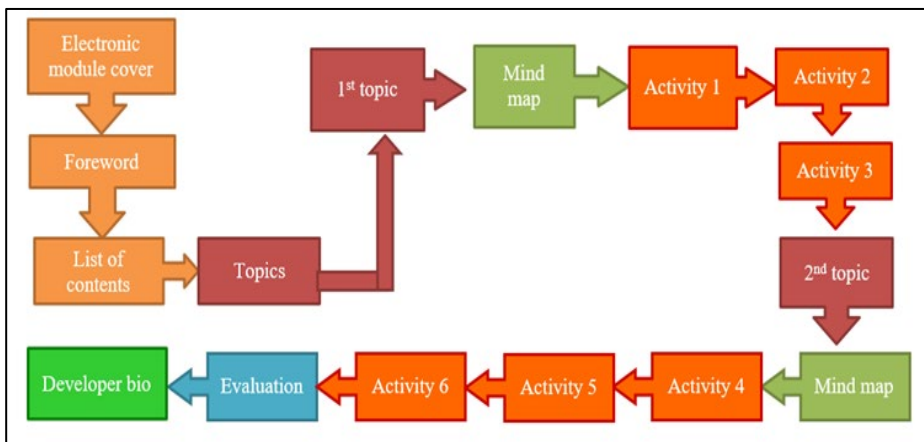 Electronic
module cover
Foreword
List of
contents
Topics
1st topic
Mind
map
Activity 1
Activity 2
Activity 3
2nd topic
Mind map
Activity 4
Activity 5
Activity 6
Evaluation
Developer bio